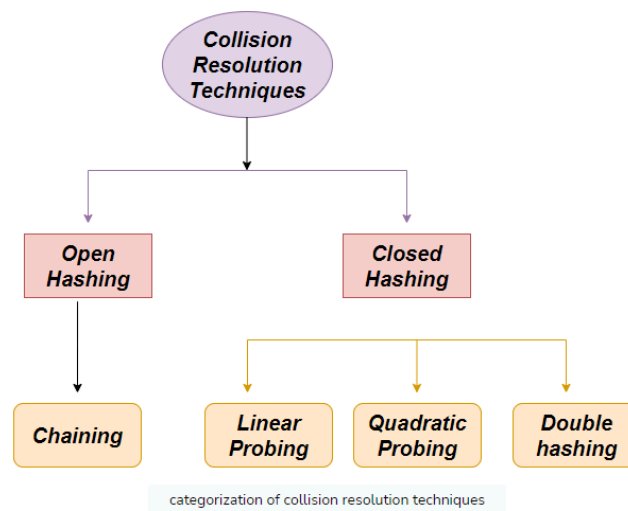 Collision
Resolution
Techniques
Open
Hashing
Closed
Hashing
Chaining
Linear
Probing
Quadratic
Probing
Double
hashing
categorization of collision resolution techniques